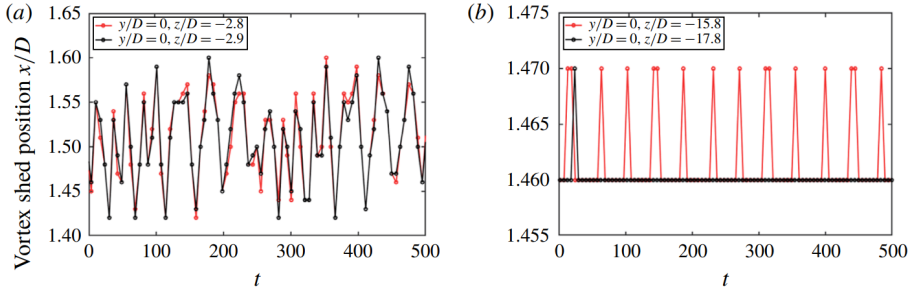 (a)
1.60
1.55
1.50
1.45
1.40
Vortex shed position x/D
y/D = 0, z/D = −2.8
y/D = 0, z/D = −2.9
0 100 200 300 400 500
t
(b)
1.475
1.470
1.465
1.460
1.455
y/D = 0, z/D = −15.8
y/D = 0, z/D = −17.8
0 100 200 300 400 500
t